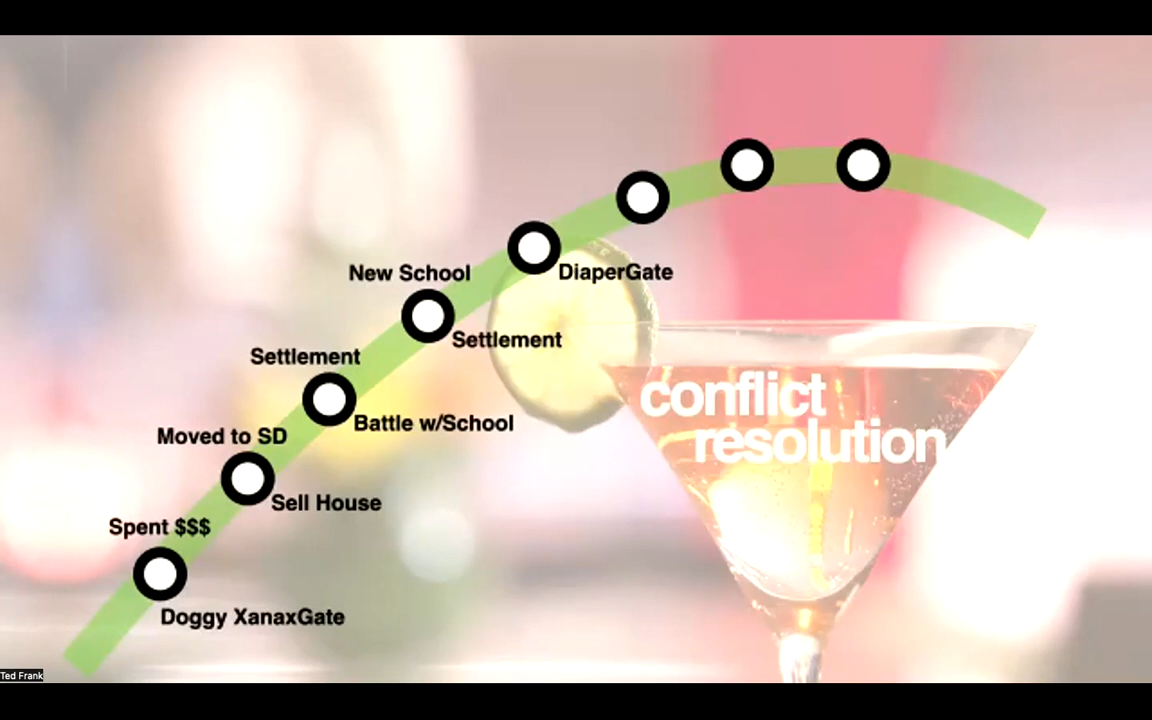 New School
DiaperGate
Settlement
Settlement
conflict
resolution
Battle w/School
Moved to SD
Sell House
Spent $$$
Doggy XanaxGate
Ted Frank